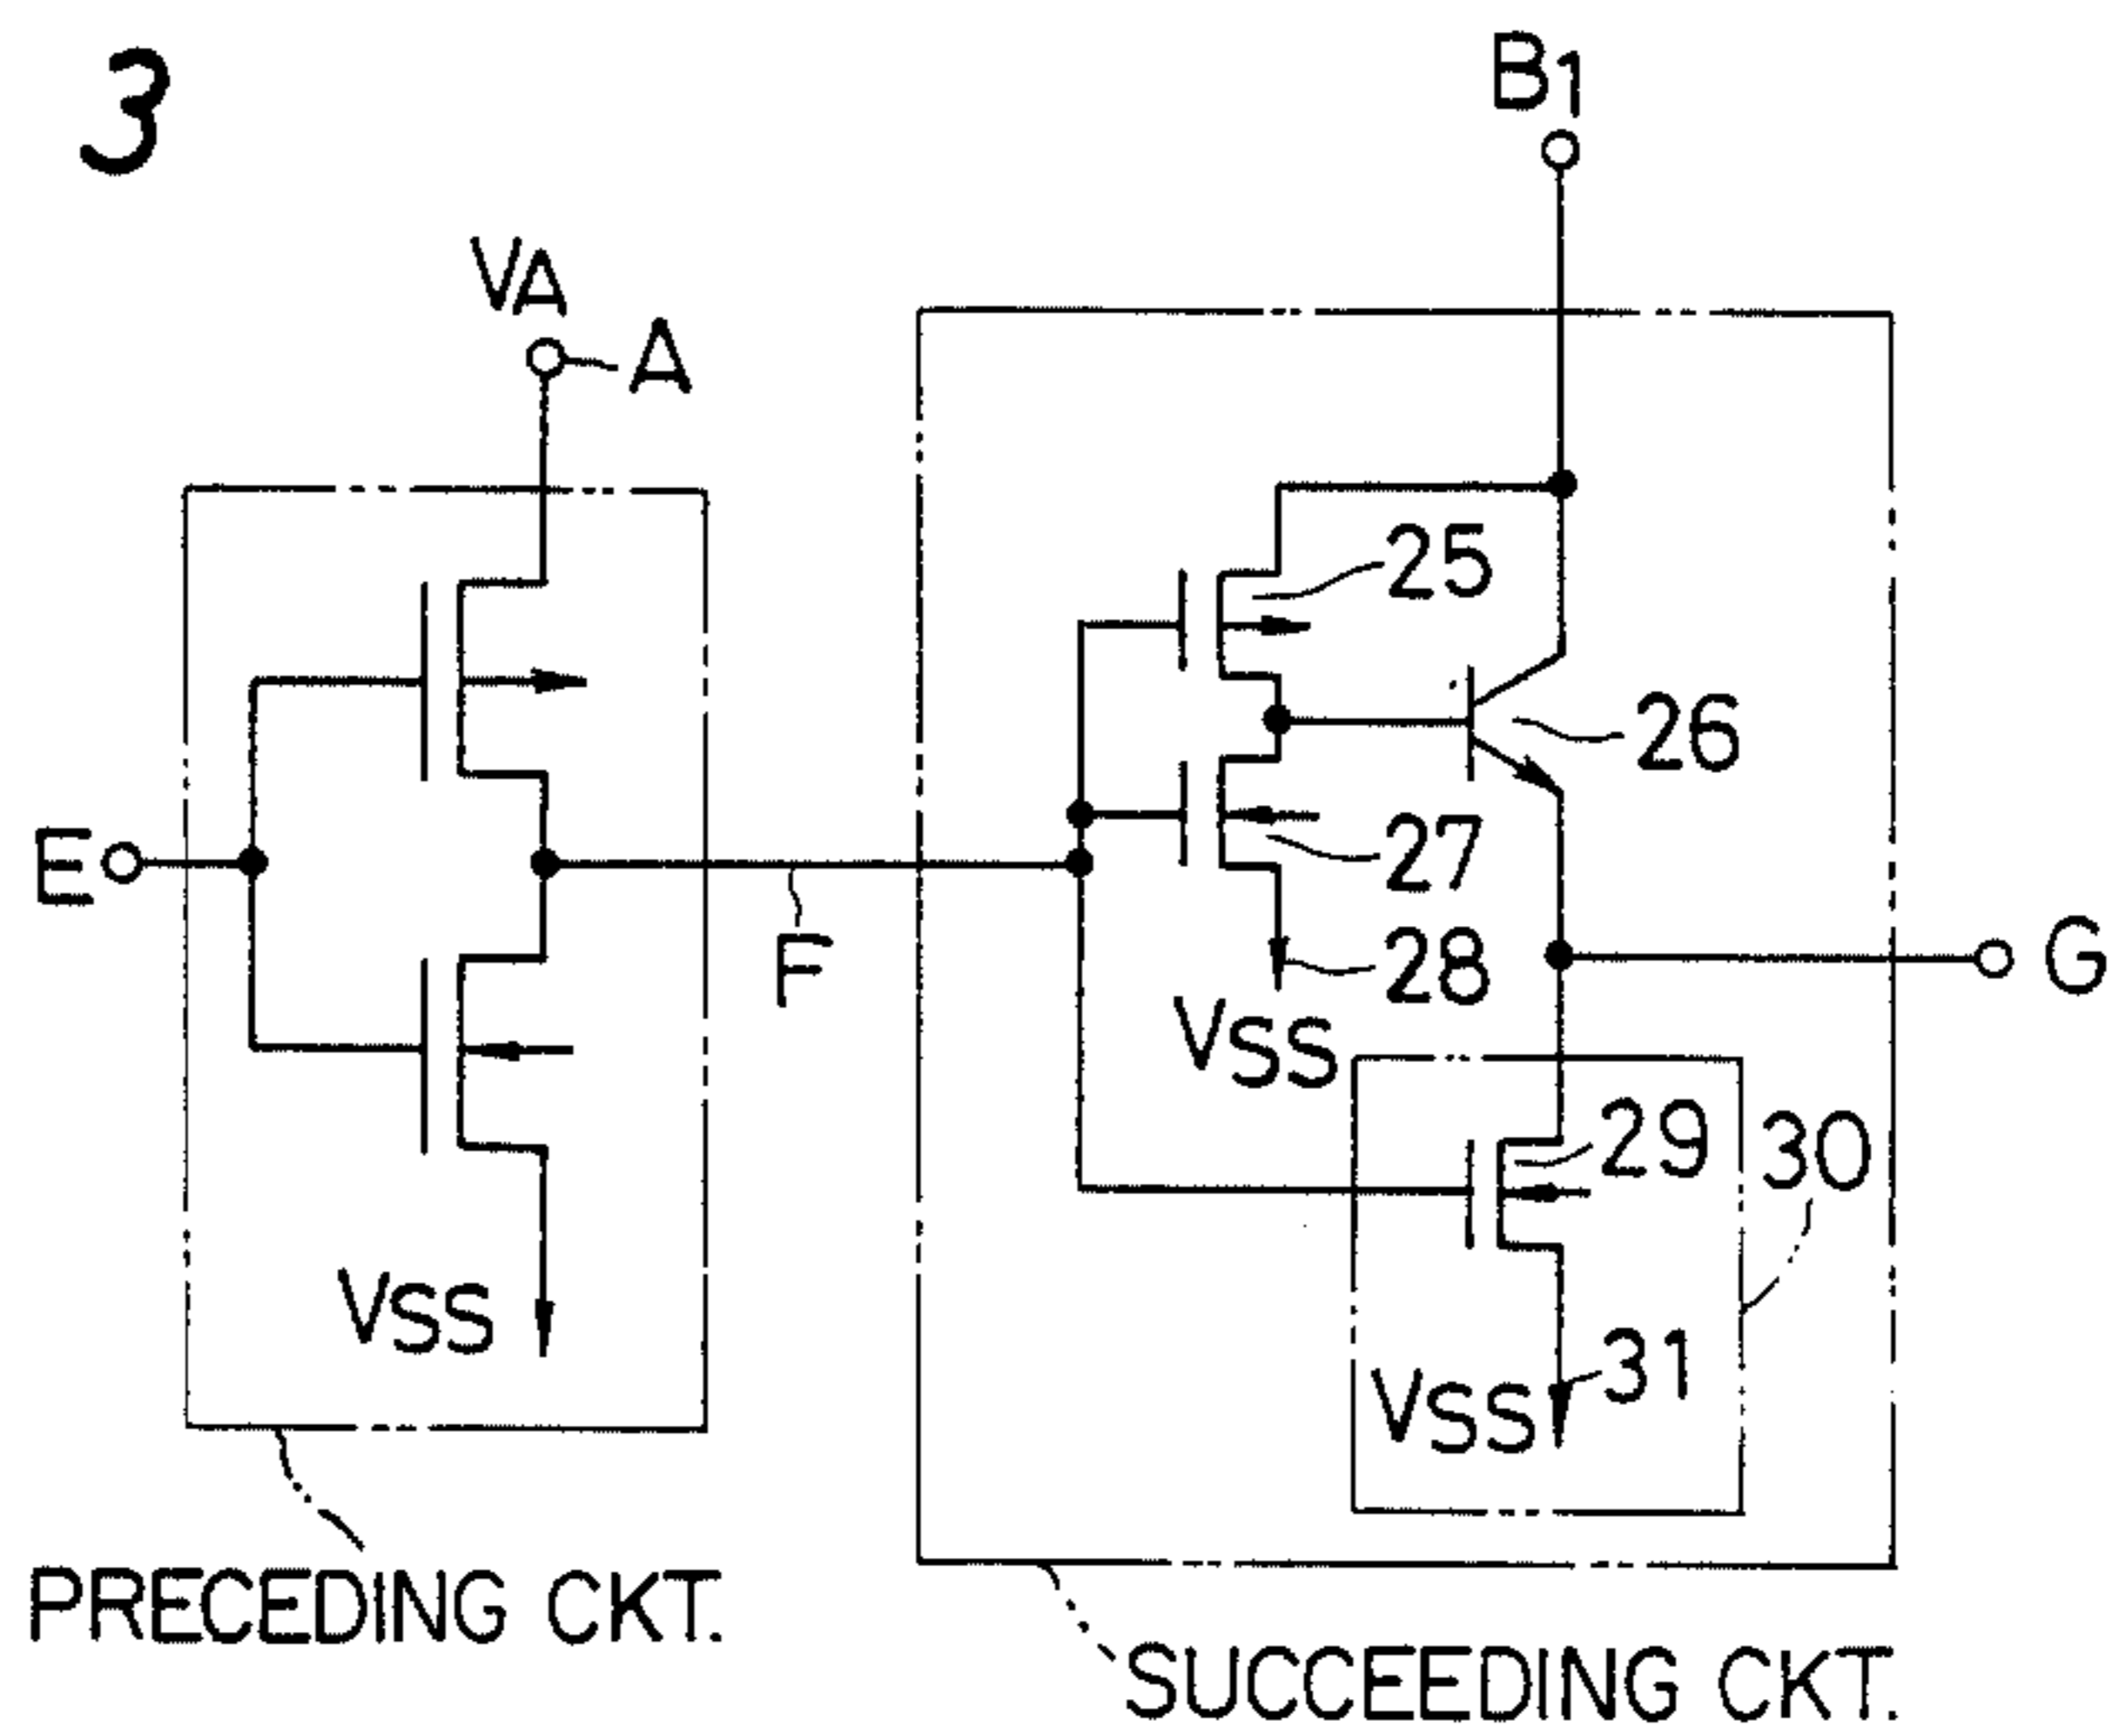 3
B1
VA
A
25
26
E
27
F
28
G
VSS
29
30
VSS
31
VSS
PRECEDING CKT.
SUCCEEDING CKT.